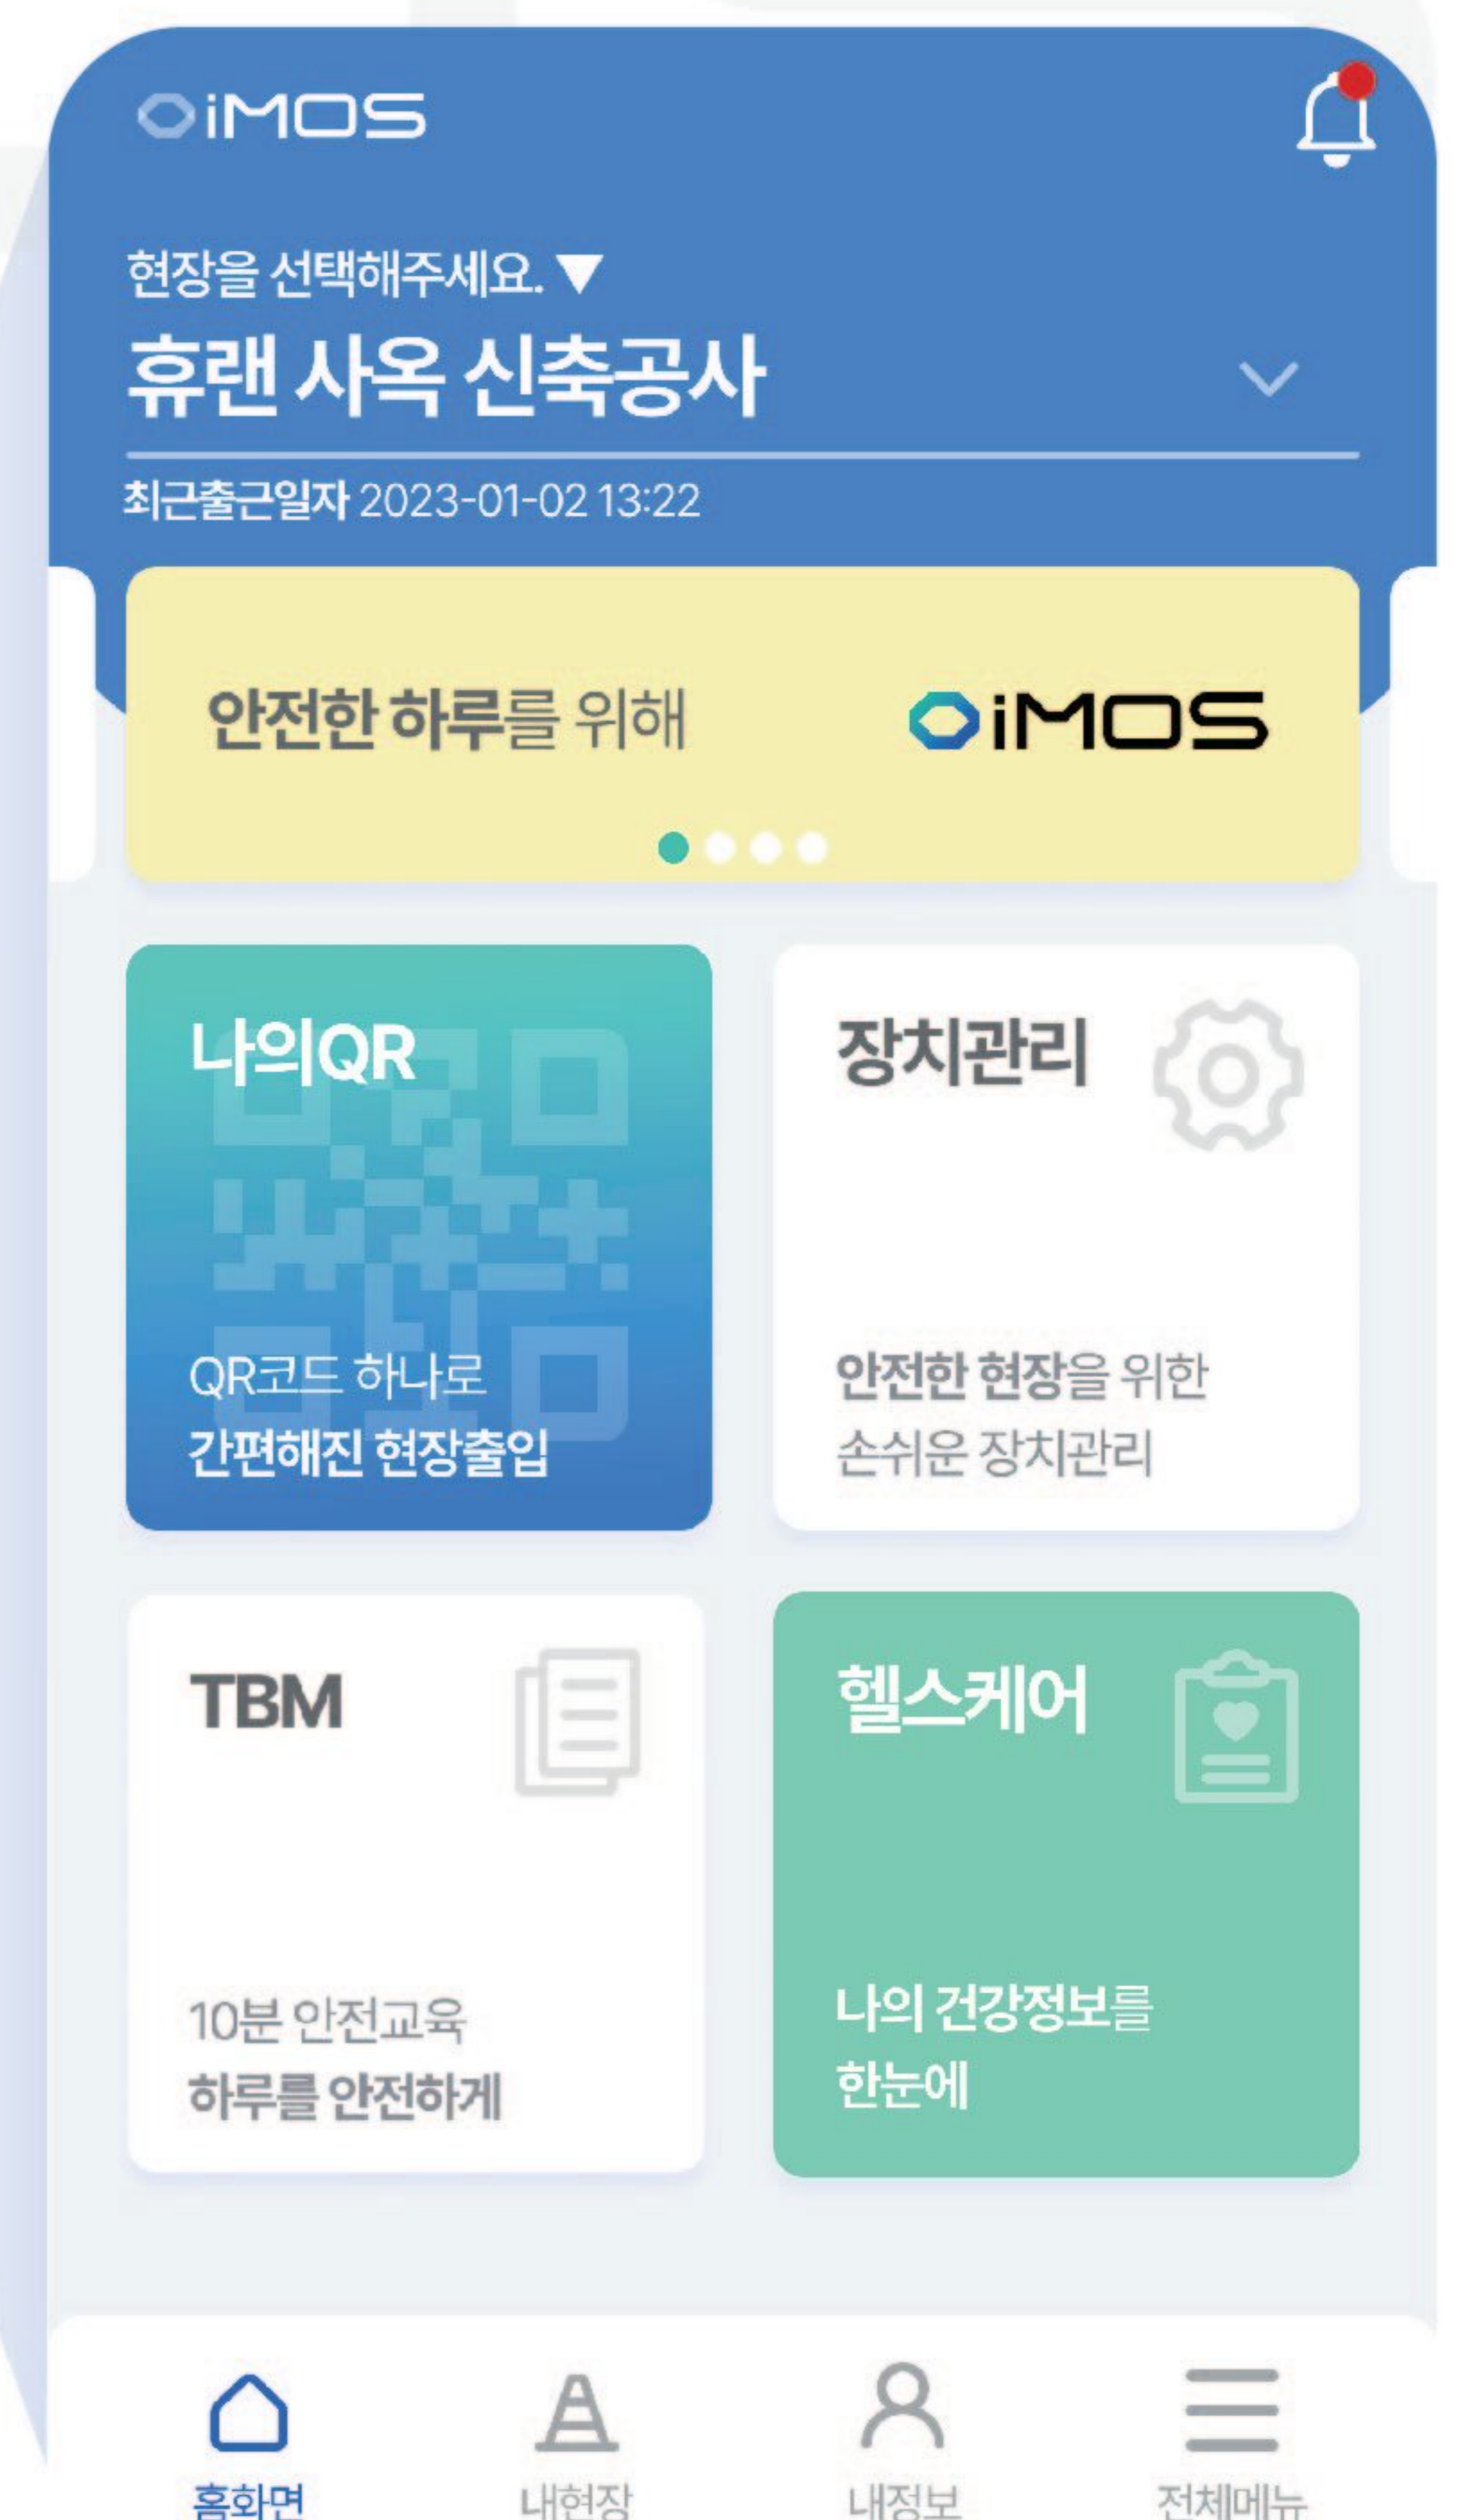 iMOS
현장을 선택해주세요. ▼
휴랜 사옥 신축공사
최근출근일자 2023-01-02 13:22
안전한 하루를 위해
iMOS
나의QR
QR코드 하나로
간편해진 현장출입
장치관리
안전한 현장을 위한
손쉬운 장치관리
TBM
10분 안전교육
하루를 안전하게
헬스케어
나의 건강정보를
한눈에
홈화면
내현장
내정보
전체메뉴